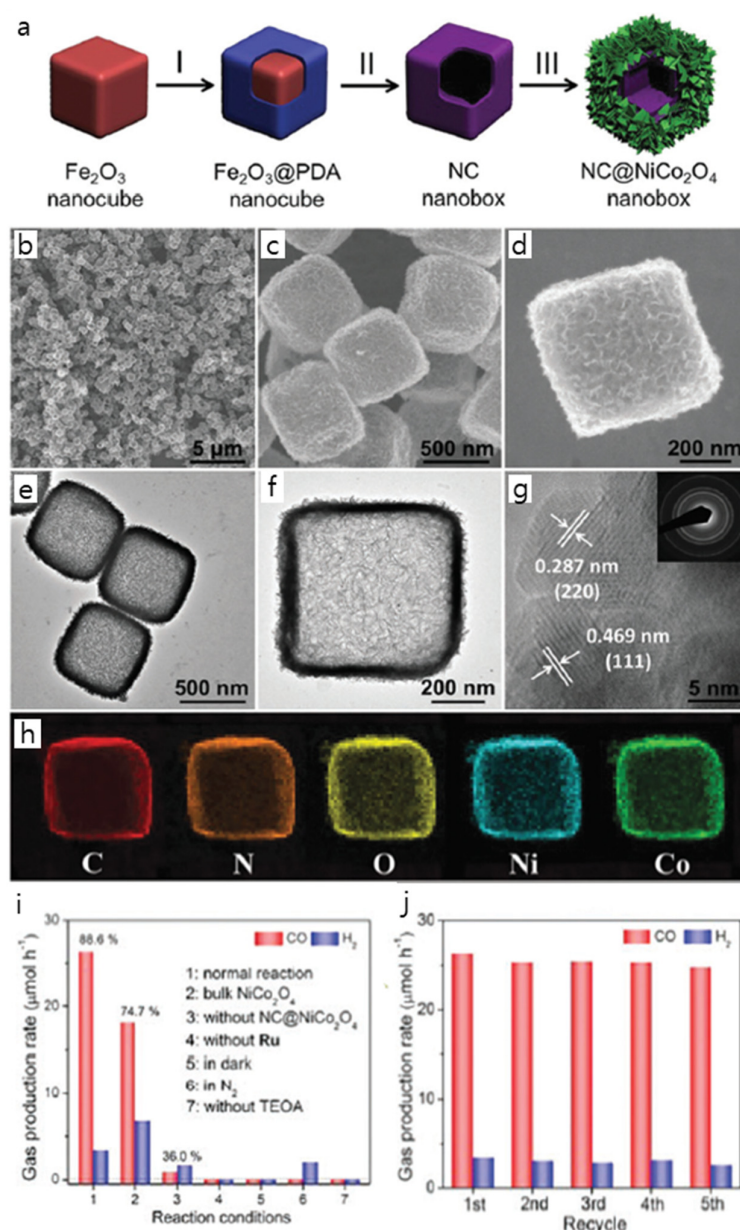 a
I
II
III
Fe₂O₃
nanocube
Fe₂O₃@PDA
nanocube
NC
nanobox
NC@NiCo₂O₄
nanobox
b
5 μm
c
500 nm
d
200 nm
e
500 nm
f
200 nm
g
0.287 nm
(220)
0.469 nm
(111)
5 nm
h
C
N
O
Ni
Co
i
Gas production rate (μmol h⁻¹)
30
20
10
0
88.6 %
74.7 %
36.0 %
CO
H₂
1: normal reaction
2: bulk NiCo₂O₄
3: without NC@NiCo₂O₄
4: without Ru
5: in dark
6: in N₂
7: without TEOA
1 2 3 4 5 6 7
Reaction conditions
j
Gas production rate (μmol h⁻¹)
30
20
10
0
CO
H₂
1st 2nd 3rd 4th 5th
Recycle